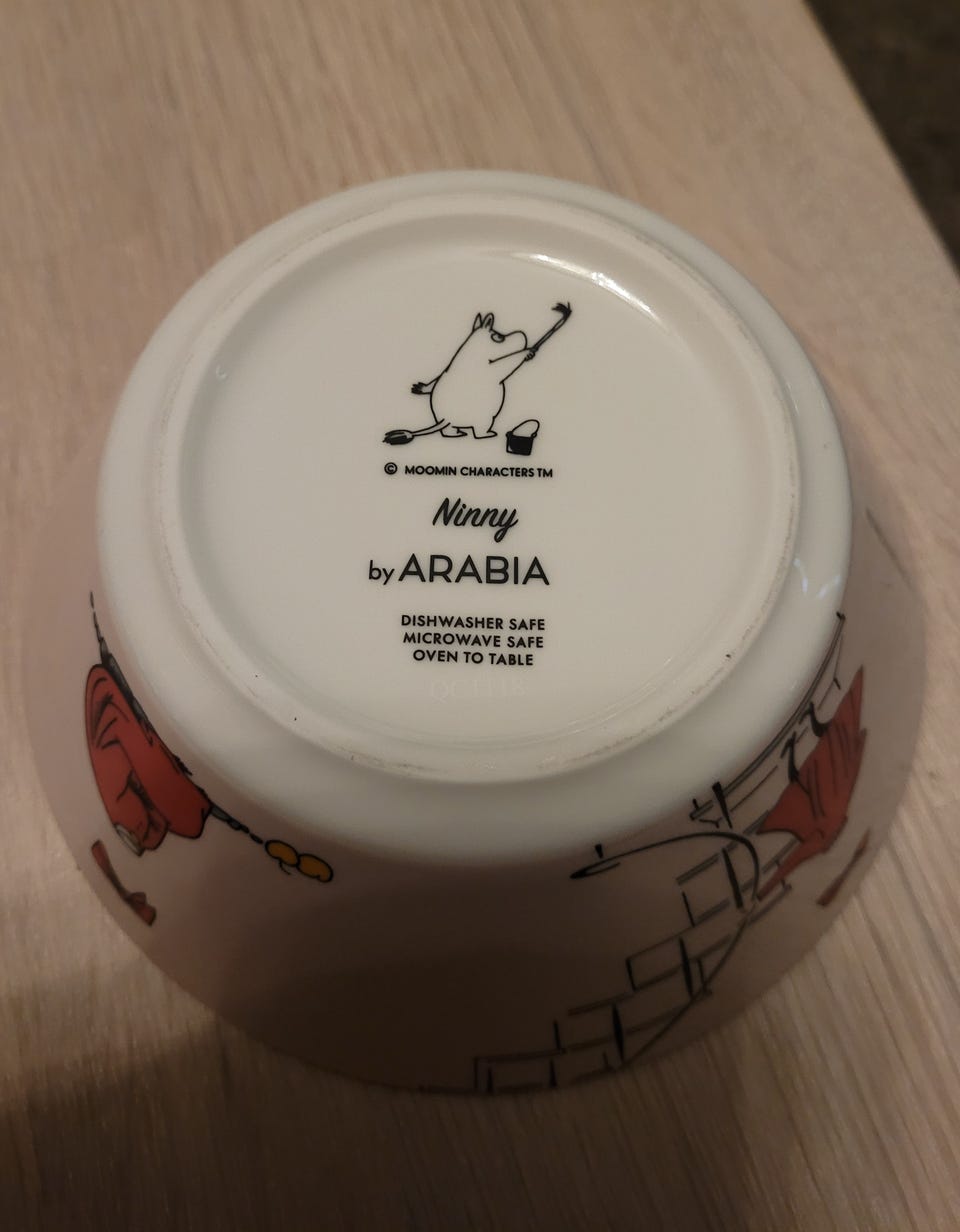 © MOOMIN CHARACTERS TM
Ninny
by ARABIA
DISHWASHER SAFE
MICROWAVE SAFE
OVEN TO TABLE